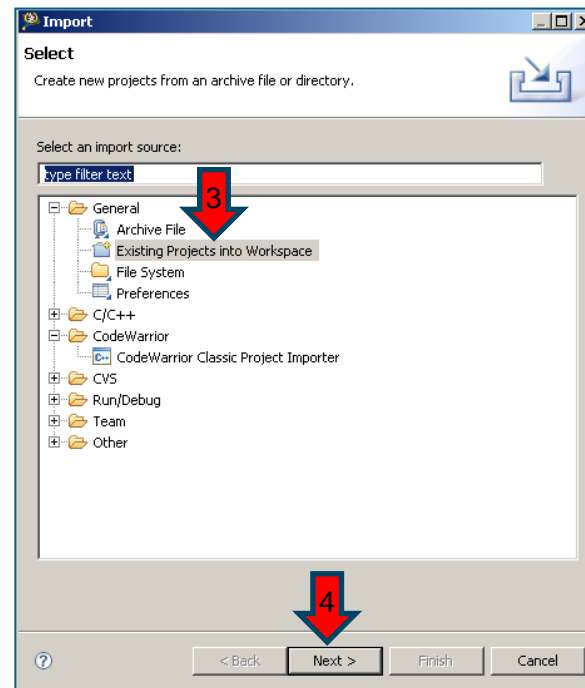 Import
Select
Create new projects from an archive file or directory.
Select an import source:
type filter text
3
General
Archive File
Existing Projects into Workspace
File System
Preferences
C/C++
CodeWarrior
C++ CodeWarrior Classic Project Importer
CVS
Run/Debug
Team
Other
4
? < Back Next > Finish Cancel